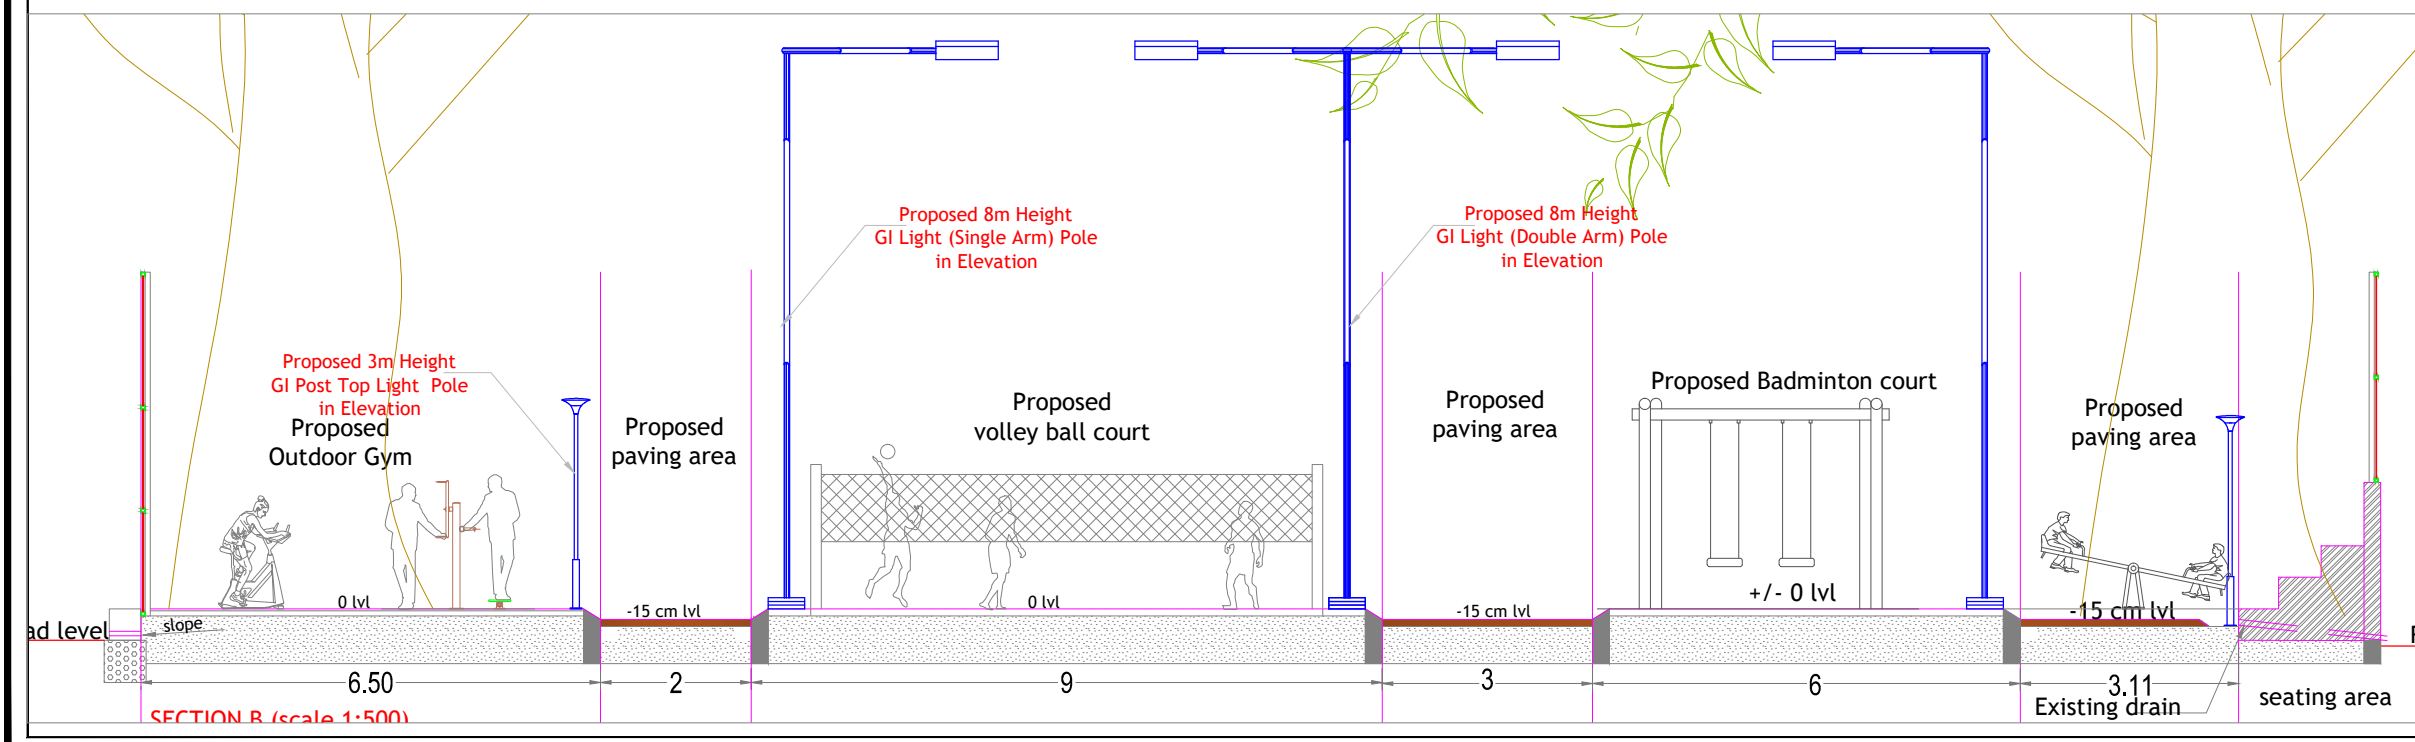 Proposed 8m Height
GI Light (Single Arm) Pole
in Elevation
Proposed 8m Height
GI Light (Double Arm) Pole
in Elevation
Proposed 3m Height
GI Post Top Light Pole
in Elevation
Proposed
Outdoor Gym
Proposed
paving area
Proposed
volley ball court
Proposed
paving area
Proposed Badminton court
Proposed
paving area
0 lvl
-15 cm lvl
0 lvl
-15 cm lvl
+/- 0 lvl
-15 cm lvl
ad level
slope
6.50
2
9
3
6
3.11
Existing drain
seating area
SECTION B (scale 1:500)